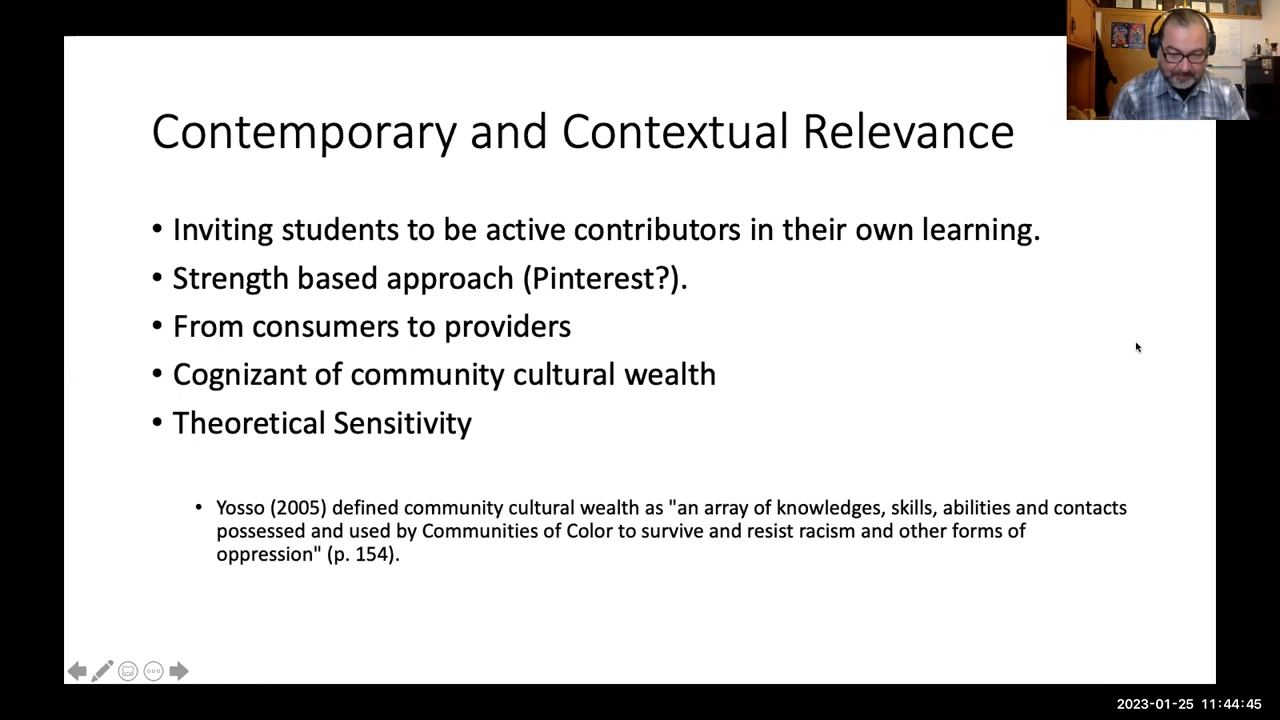 Contemporary and Contextual Relevance
• Inviting students to be active contributors in their own learning.
• Strength based approach (Pinterest?).
• From consumers to providers
• Cognizant of community cultural wealth
• Theoretical Sensitivity
• Yosso (2005) defined community cultural wealth as "an array of knowledges, skills, abilities and contacts
possessed and used by Communities of Color to survive and resist racism and other forms of
oppression" (p. 154).
2023-01-25 11:44:45